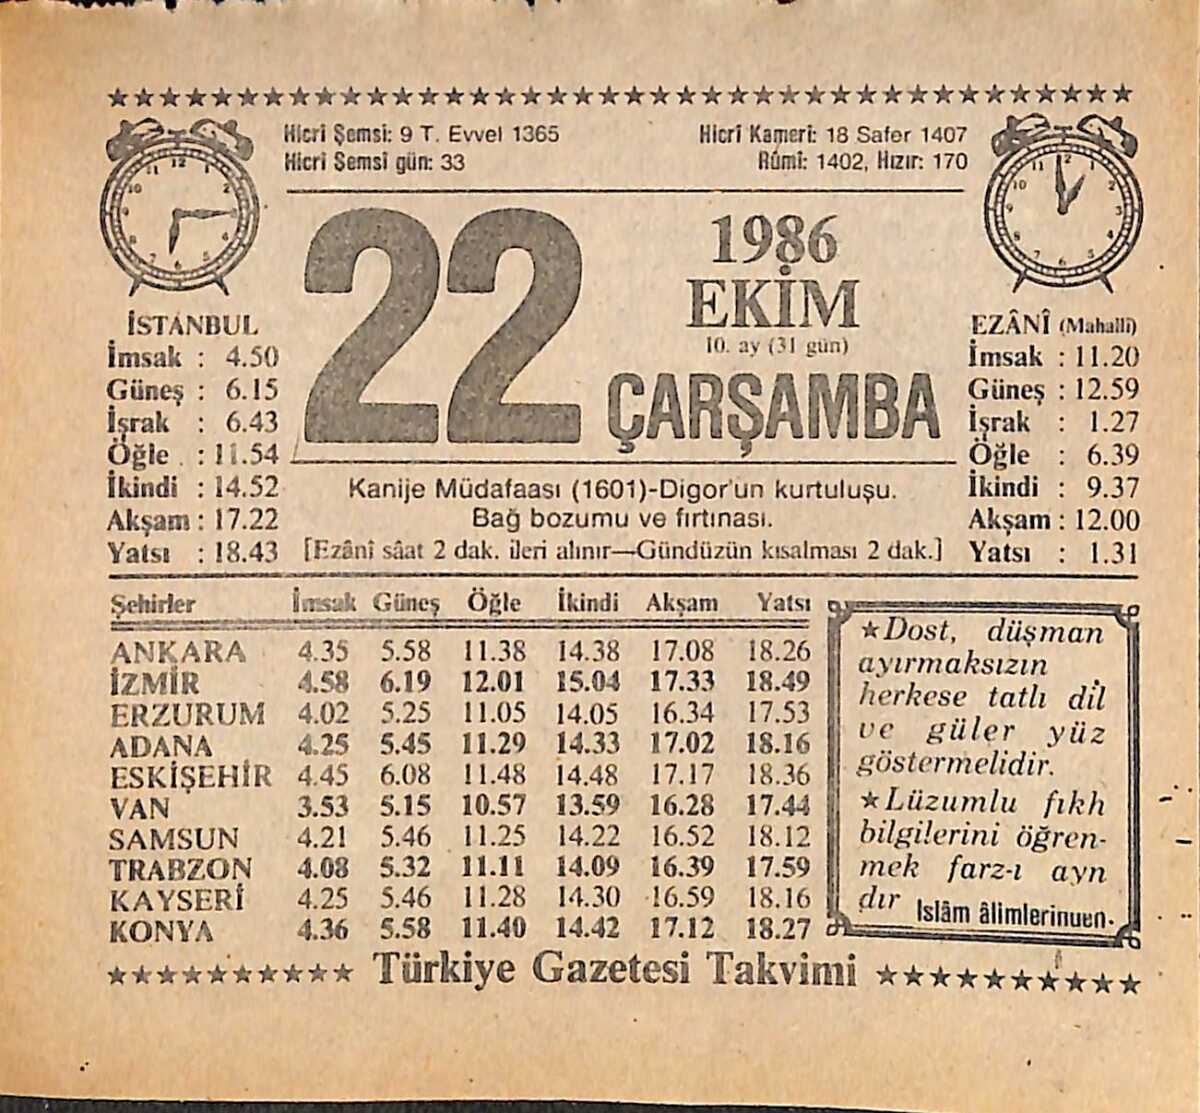 Hicrî Şemsî: 9 T. Evvel 1365
Hicrî Şemsî gün: 33
Hicrî Kamerî: 18 Safer 1407
Rûmî: 1402, Hızır: 170
22
1986
EKİM
10. ay (31 gün)
ÇARŞAMBA
İSTANBUL
İmsak : 4.50
Güneş : 6.15
İşrak : 6.43
Öğle : 11.54
İkindi : 14.52
Akşam : 17.22
Yatsı : 18.43
EZÂNÎ (Mahallî)
İmsak : 11.20
Güneş : 12.59
İşrak : 1.27
Öğle : 6.39
İkindi : 9.37
Akşam : 12.00
Yatsı : 1.31
Kanije Müdafaası (1601)-Digor'un kurtuluşu.
Bağ bozumu ve fırtınası.
[Ezânî sâat 2 dak. ileri alınır—Gündüzün kısalması 2 dak.]
Şehirler İmsak Güneş Öğle İkindi Akşam Yatsı
ANKARA 4.35 5.58 11.38 14.38 17.08 18.26
İZMİR 4.58 6.19 12.01 15.04 17.33 18.49
ERZURUM 4.02 5.25 11.05 14.05 16.34 17.53
ADANA 4.25 5.45 11.29 14.33 17.02 18.16
ESKİŞEHİR 4.45 6.08 11.48 14.48 17.17 18.36
VAN 3.53 5.15 10.57 13.59 16.28 17.44
SAMSUN 4.21 5.46 11.25 14.22 16.52 18.12
TRABZON 4.08 5.32 11.11 14.09 16.39 17.59
KAYSERİ 4.25 5.46 11.28 14.30 16.59 18.16
KONYA 4.36 5.58 11.40 14.42 17.12 18.27
★Dost, düşman
ayırmaksızın
herkese tatlı dil
ve güler yüz
göstermelidir.
★Lüzumlu fıkh
bilgilerini öğren-
mek farz-ı ayn
dır
Islâm âlimlerinden.
Türkiye Gazetesi Takvimi